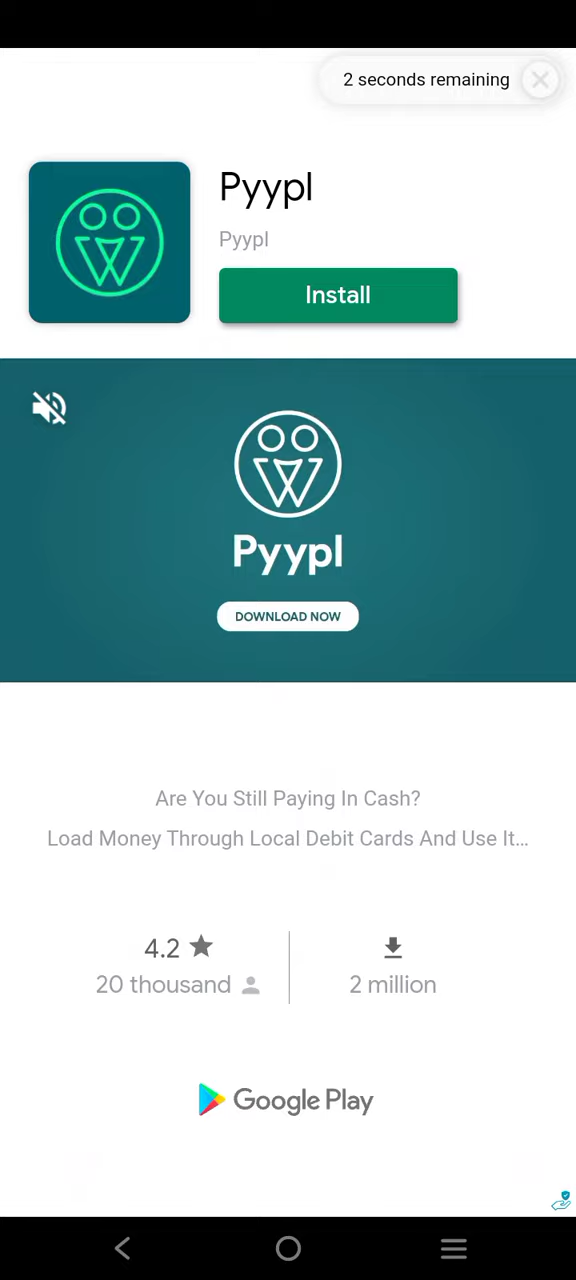 2 seconds remaining
Pyypl
Pyypl
Install
Pyypl
DOWNLOAD NOW
Are You Still Paying In Cash?
Load Money Through Local Debit Cards And Use It...
4.2
20 thousand
2 million
Google Play